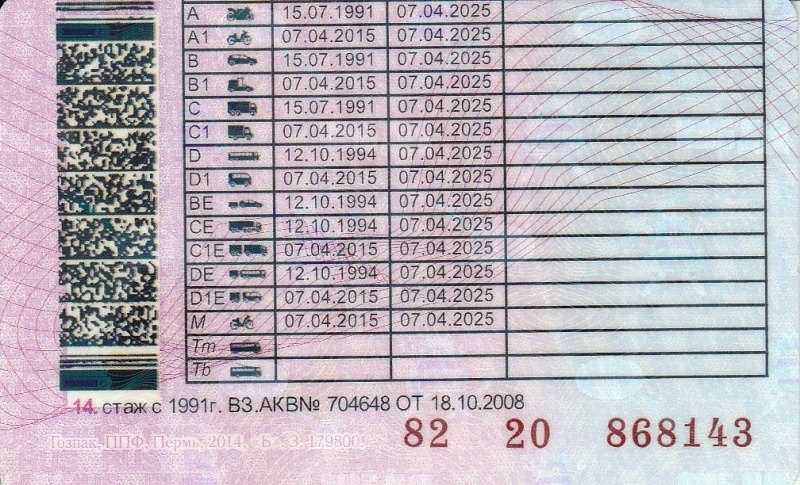 A 15.07.1991 07.04.2025
A1 07.04.2015 07.04.2025
B 15.07.1991 07.04.2025
B1 07.04.2015 07.04.2025
C 15.07.1991 07.04.2025
C1 07.04.2015 07.04.2025
D 12.10.1994 07.04.2025
D1 07.04.2015 07.04.2025
BE 12.10.1994 07.04.2025
CE 12.10.1994 07.04.2025
C1E 07.04.2015 07.04.2025
DE 12.10.1994 07.04.2025
D1E 07.04.2015 07.04.2025
M 07.04.2015 07.04.2025
Tm
Tb
14. стаж с 1991г. ВЗ.АКВ№ 704648 ОТ 18.10.2008
Гознак, ППФ, Пермь, 2014, «Б». З. 179800.
82 20 868143